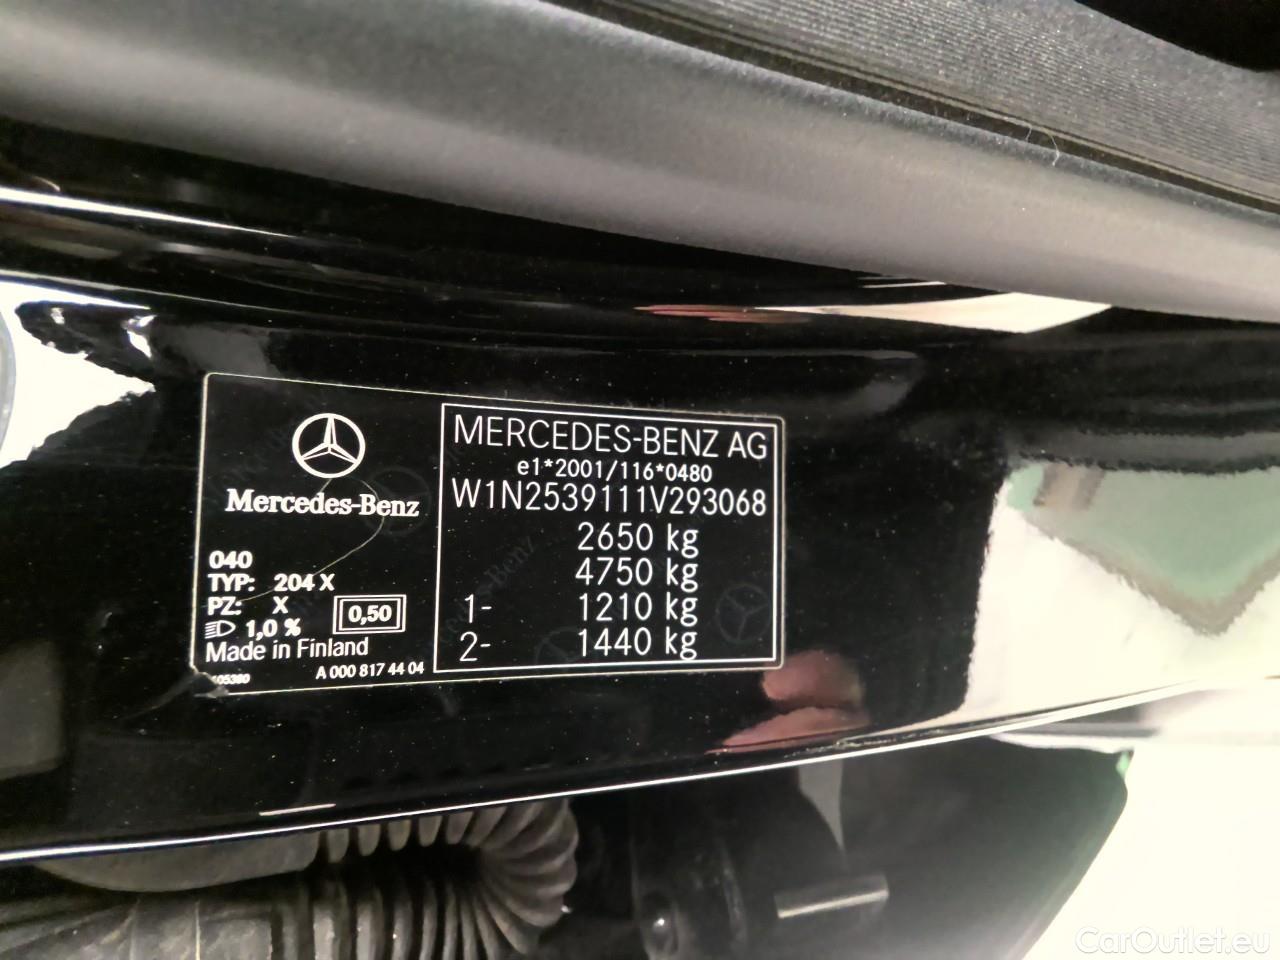 Mercedes-Benz
040
TYP: 204 X
PZ: X
1,0 %
0,50
Made in Finland
A 000 817 44 04
MERCEDES-BENZ AG
e1*2001/116*0480
W1N2539111V293068
2650 kg
4750 kg
1- 1210 kg
2- 1440 kg
CarOutlet.eu